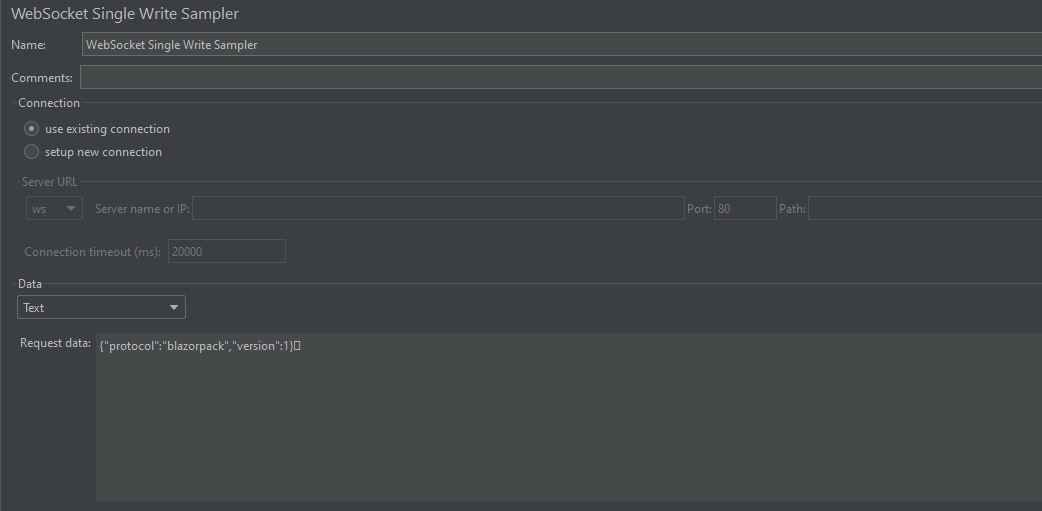 WebSocket Single Write Sampler
Name: WebSocket Single Write Sampler
Comments:
Connection
use existing connection
setup new connection
Server URL
ws Server name or IP: Port: 80 Path:
Connection timeout (ms): 20000
Data
Text
Request data: {"protocol":"blazorpack","version":1}▯